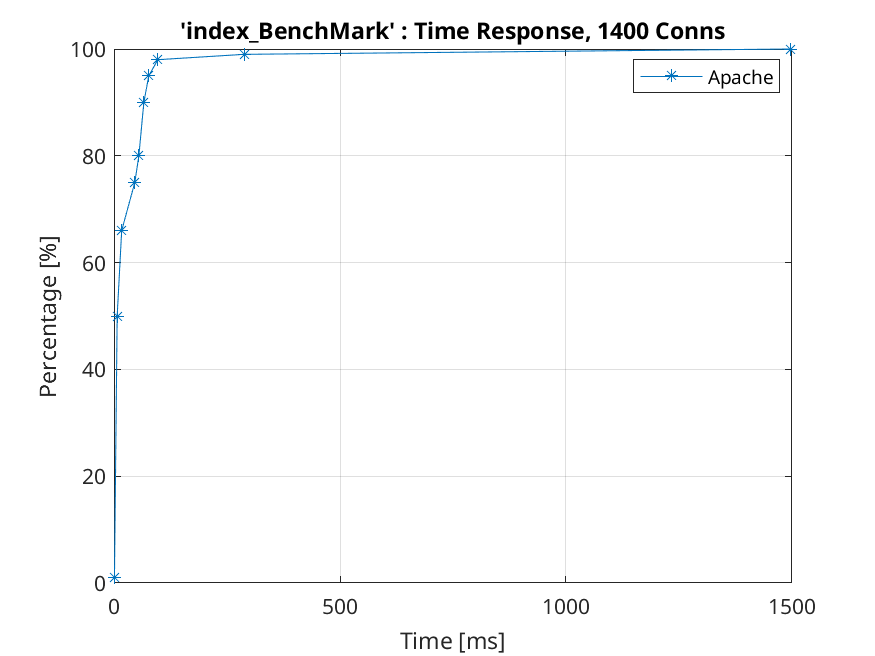 'index_BenchMark' : Time Response, 1400 Conns
100
80
60
40
20
0
Percentage [%]
Apache
0 500 1000 1500
Time [ms]